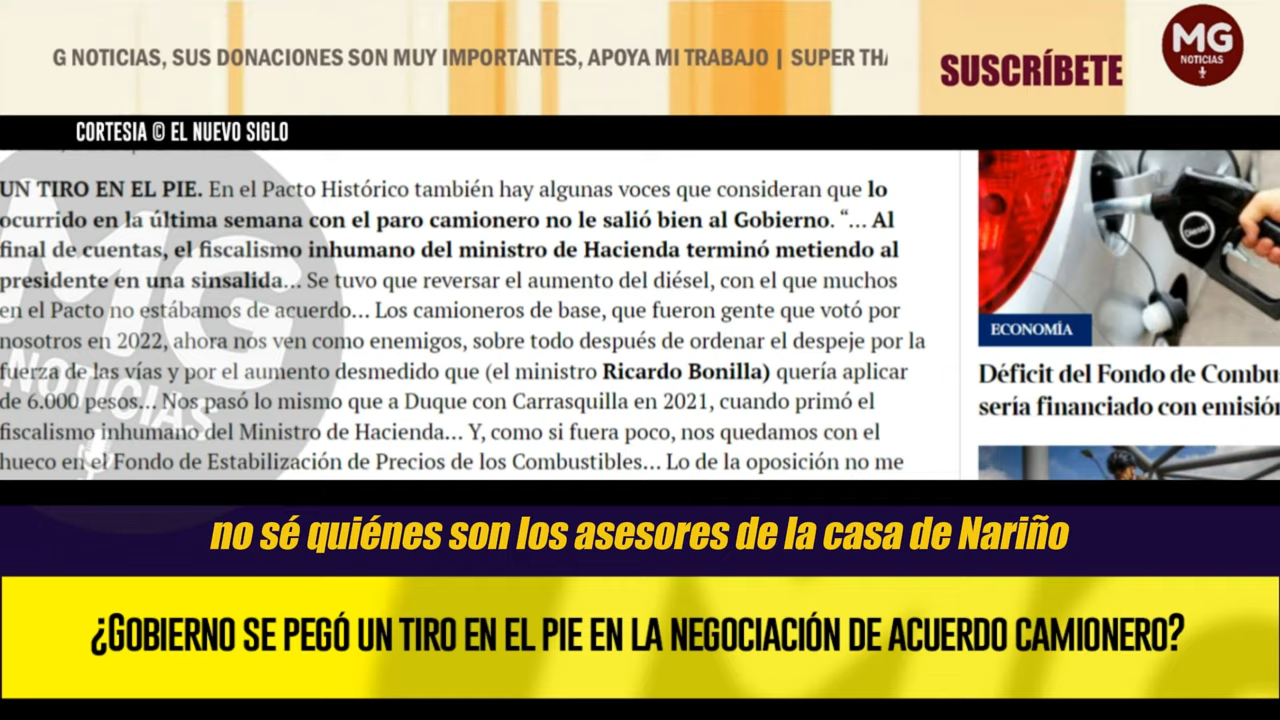 G NOTICIAS, SUS DONACIONES SON MUY IMPORTANTES, APOYA MI TRABAJO | SUPER
SUSCRÍBETE
MG
NOTICIAS
CORTESIA © EL NUEVO SIGLO
UN TIRO EN EL PIE. En el Pacto Histórico también hay algunas voces que consideran que lo
ocurrido en la última semana con el paro camionero no le salió bien al Gobierno. “… Al
final de cuentas, el fiscalismo inhumano del ministro de Hacienda terminó metiendo al
presidente en una sinsalida… Se tuvo que reversar el aumento del diésel, con el que muchos
en el Pacto no estábamos de acuerdo… Los camioneros de base, que fueron gente que votó por
nosotros en 2022, ahora nos ven como enemigos, sobre todo después de ordenar el despeje por la
fuerza de las vías y por el aumento desmedido que (el ministro Ricardo Bonilla) quería aplicar
de 6.000 pesos… Nos pasó lo mismo que a Duque con Carrasquilla en 2021, cuando primó el
fiscalismo inhumano del Ministro de Hacienda… Y, como si fuera poco, nos quedamos con el
hueco en el Fondo de Estabilización de Precios de los Combustibles… Lo de la oposición no me
MG
NOTICIAS
Diesel
ECONOMÍA
Déficit del Fondo de Combu
sería financiado con emisión
no sé quiénes son los asesores de la casa de Nariño
¿GOBIERNO SE PEGÓ UN TIRO EN EL PIE EN LA NEGOCIACIÓN DE ACUERDO CAMIONERO?